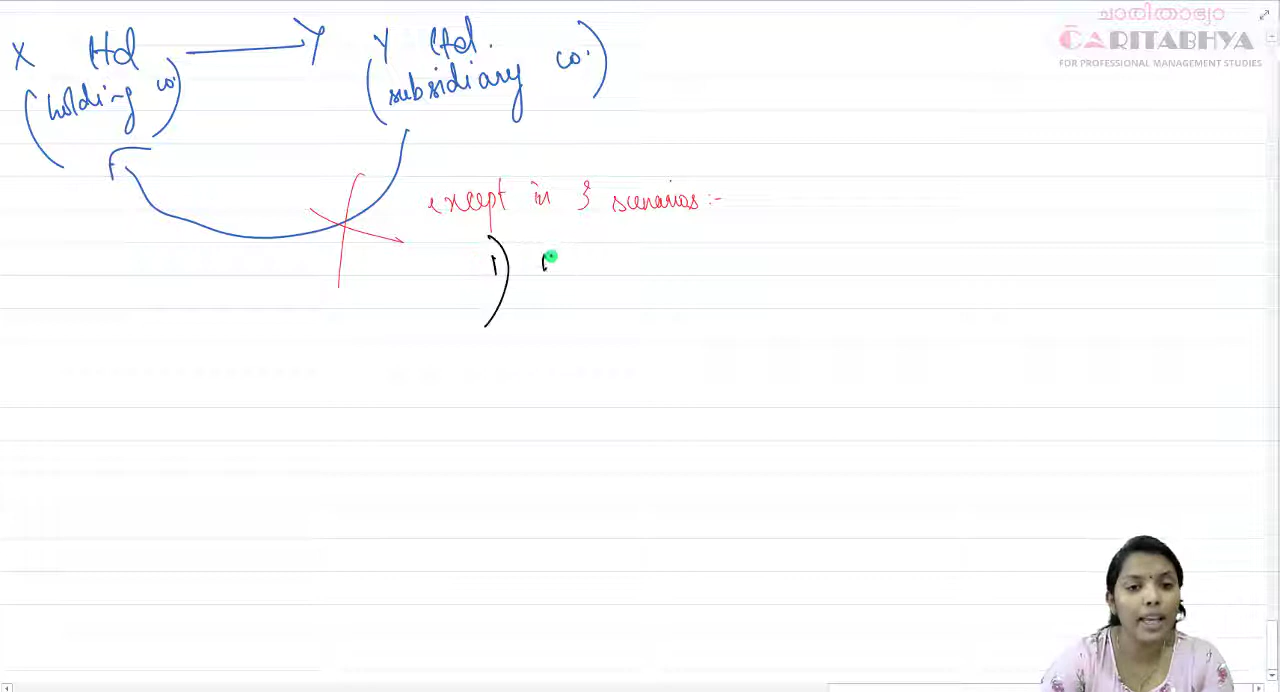 X Ltd → Y Ltd.
(holding co.) (subsidiary co.)
except in 3 scenarios :-
1)
ചാരിതാഭ്യാ
CARITABHYA
FOR PROFESSIONAL MANAGEMENT STUDIES